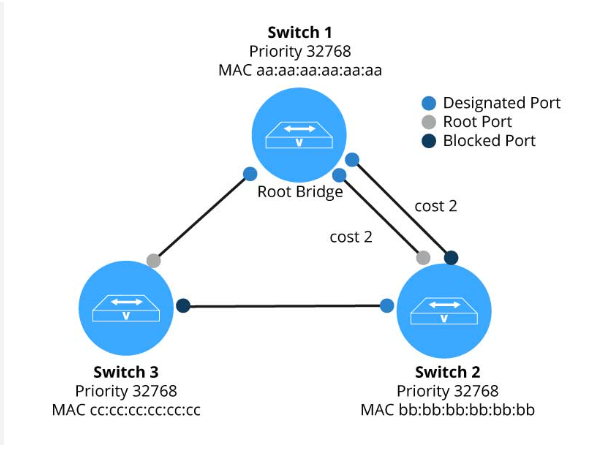 Switch 1
Priority 32768
MAC aa:aa:aa:aa:aa:aa
Designated Port
Root Port
Blocked Port
V
Root Bridge
cost 2
cost 2
V
V
Switch 3
Priority 32768
MAC cc:cc:cc:cc:cc:cc
Switch 2
Priority 32768
MAC bb:bb:bb:bb:bb:bb